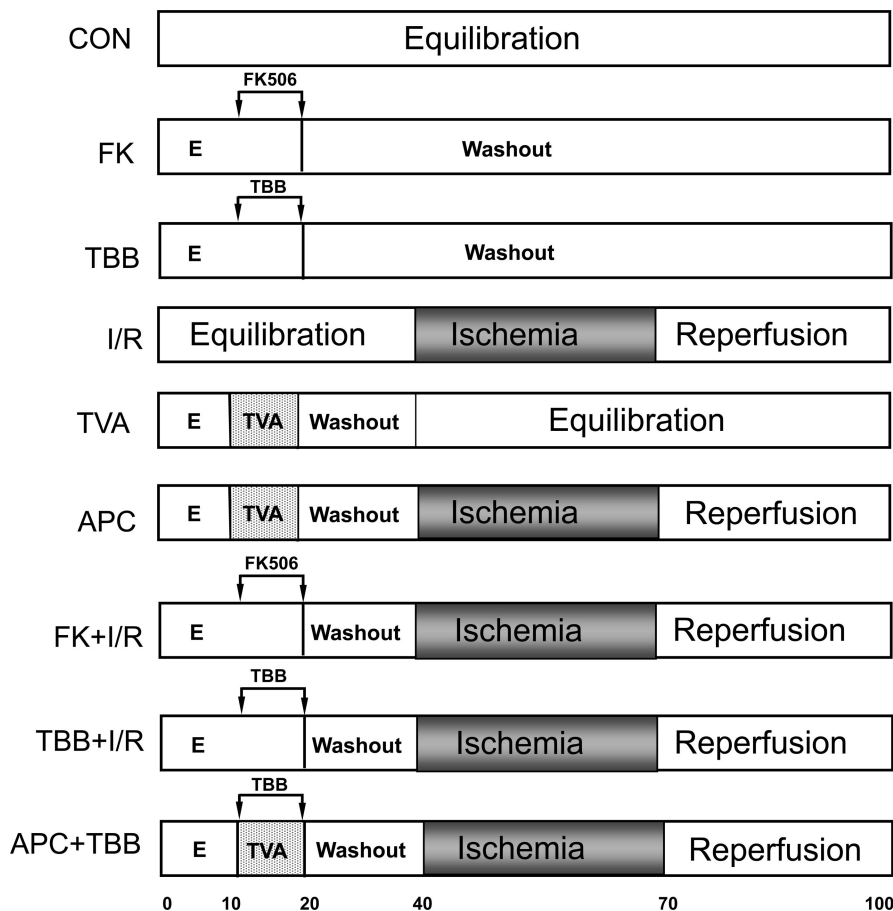 CON Equilibration
FK506
FK E Washout
TBB
TBB E Washout
I/R Equilibration Ischemia Reperfusion
TVA E TVA Washout Equilibration
APC E TVA Washout Ischemia Reperfusion
FK506
FK+I/R E Washout Ischemia Reperfusion
TBB
TBB+I/R E Washout Ischemia Reperfusion
TBB
APC+TBB E TVA Washout Ischemia Reperfusion
0 10 20 40 70 100